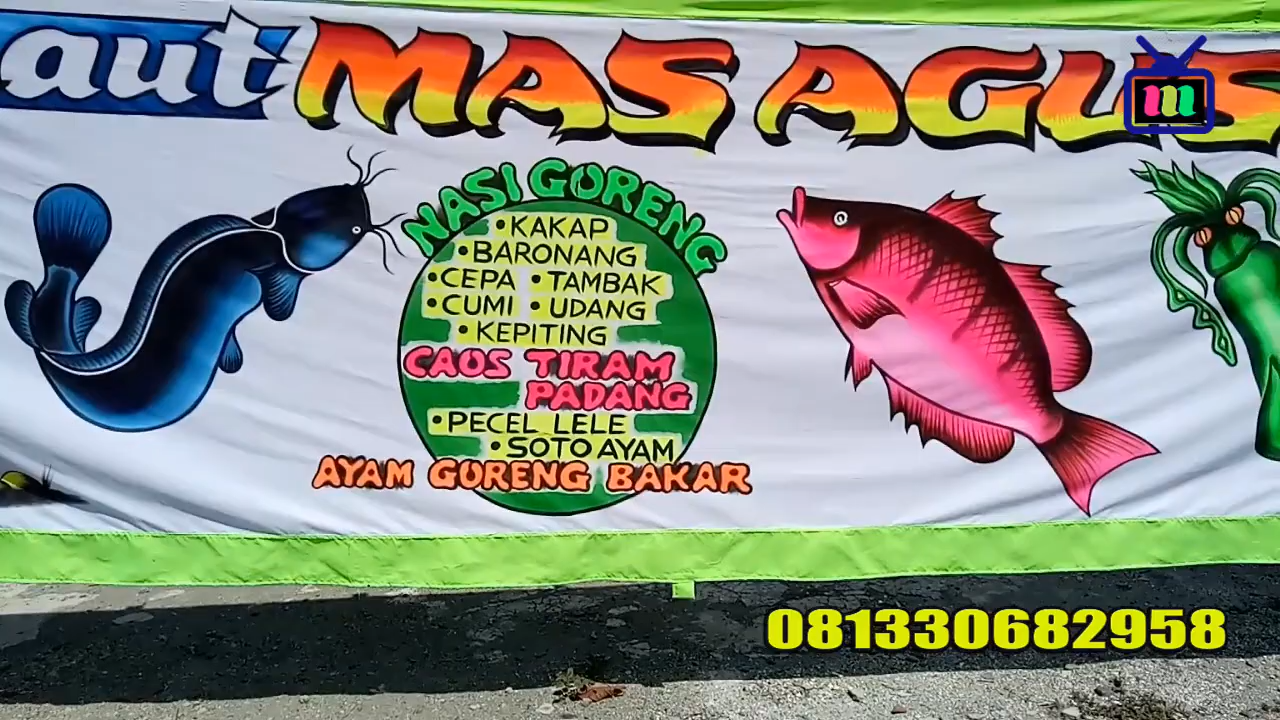 aut MAS AGUS
m
NASI GORENG
• KAKAP
• BARONANG
• CEPA • TAMBAK
• CUMI • UDANG
• KEPITING
CAOS TIRAM
PADANG
• PECEL LELE
• SOTO AYAM
AYAM GORENG BAKAR
081330682958